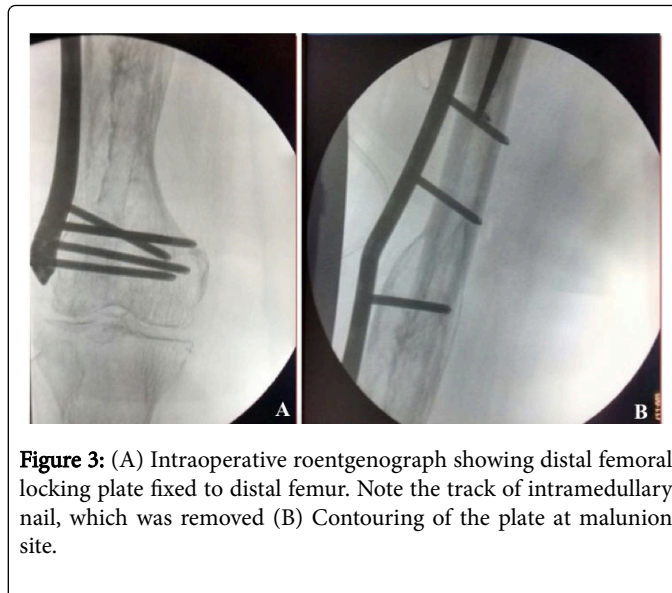 A
B
Figure 3: (A) Intraoperative roentgenograph showing distal femoral
locking plate fixed to distal femur. Note the track of intramedullary
nail, which was removed (B) Contouring of the plate at malunion
site.